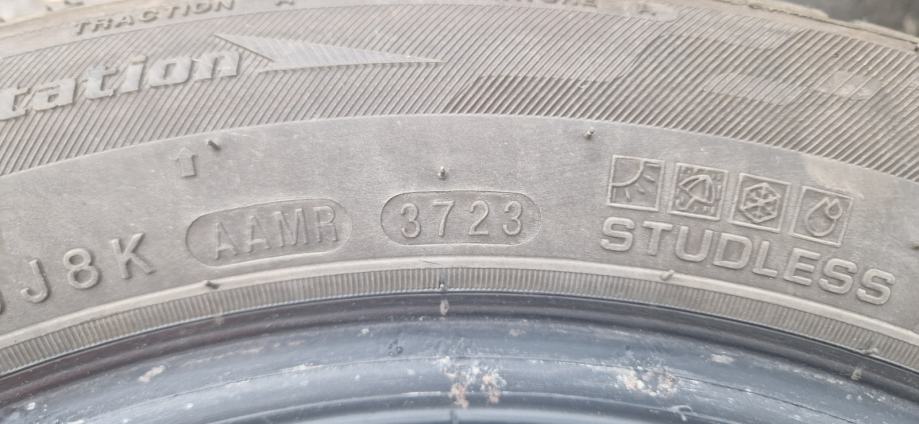 TRACTION A
tation
J8K AAMR 3723
STUDLESS